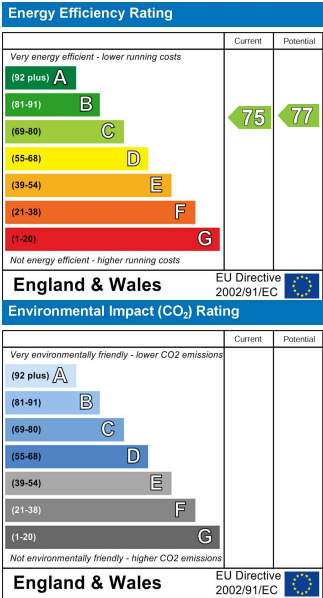 Energy Efficiency Rating
Current Potential
Very energy efficient - lower running costs
(92 plus) A
(81-91) B
(69-80) C
75 77
(55-68) D
(39-54) E
(21-38) F
(1-20) G
Not energy efficient - higher running costs
England & Wales
EU Directive
2002/91/EC
Environmental Impact (CO₂) Rating
Current Potential
Very environmentally friendly - lower CO2 emissions
(92 plus) A
(81-91) B
(69-80) C
(55-68) D
(39-54) E
(21-38) F
(1-20) G
Not environmentally friendly - higher CO2 emissions
England & Wales
EU Directive
2002/91/EC